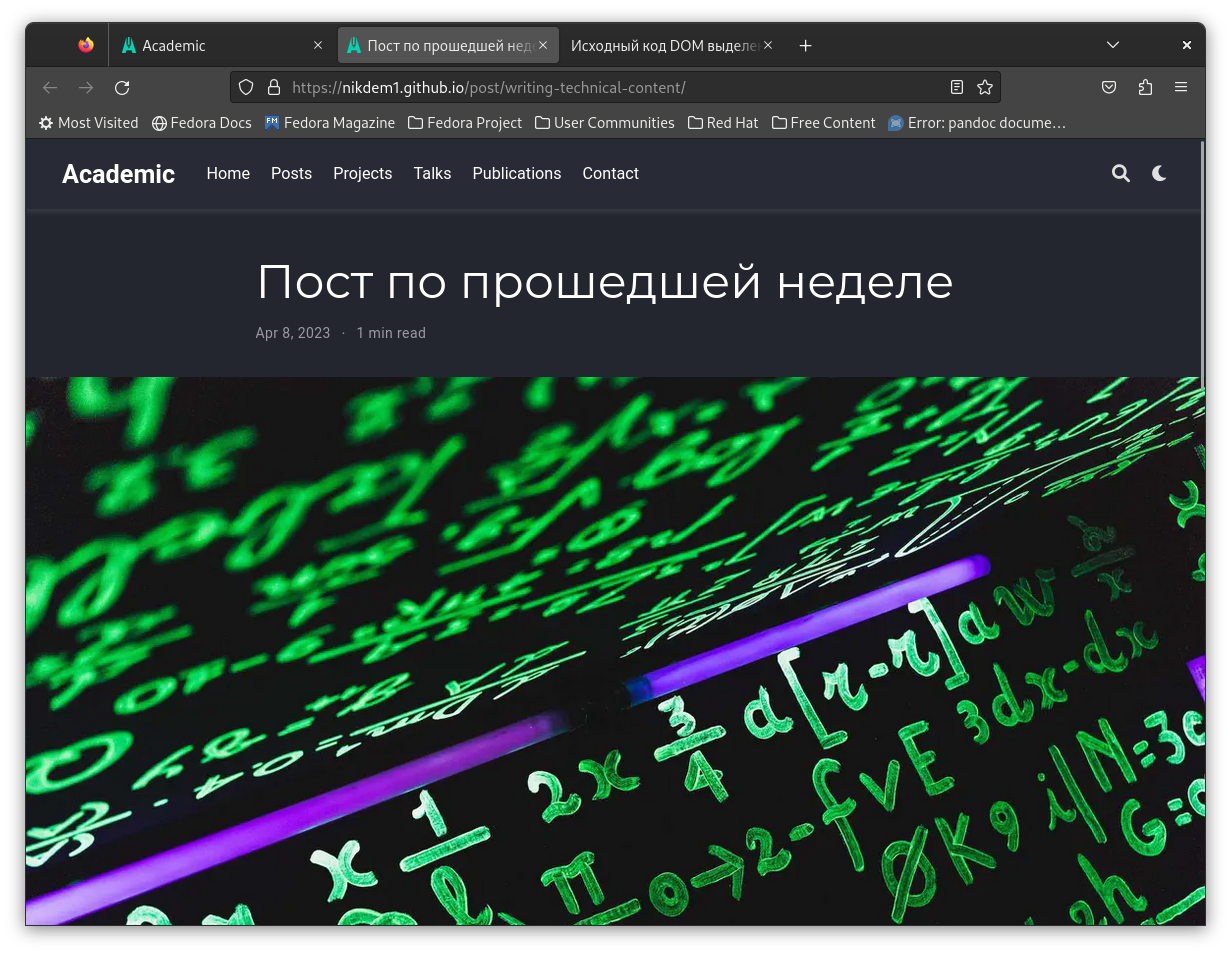 Academic
Пост по прошедшей нед
Исходный код DOM выделе
https://nikdem1.github.io/post/writing-technical-content/
Most Visited
Fedora Docs
Fedora Magazine
Fedora Project
User Communities
Red Hat
Free Content
Error: pandoc docume…
Academic
Home
Posts
Projects
Talks
Publications
Contact
Пост по прошедшей неделе
Apr 8, 2023 · 1 min read